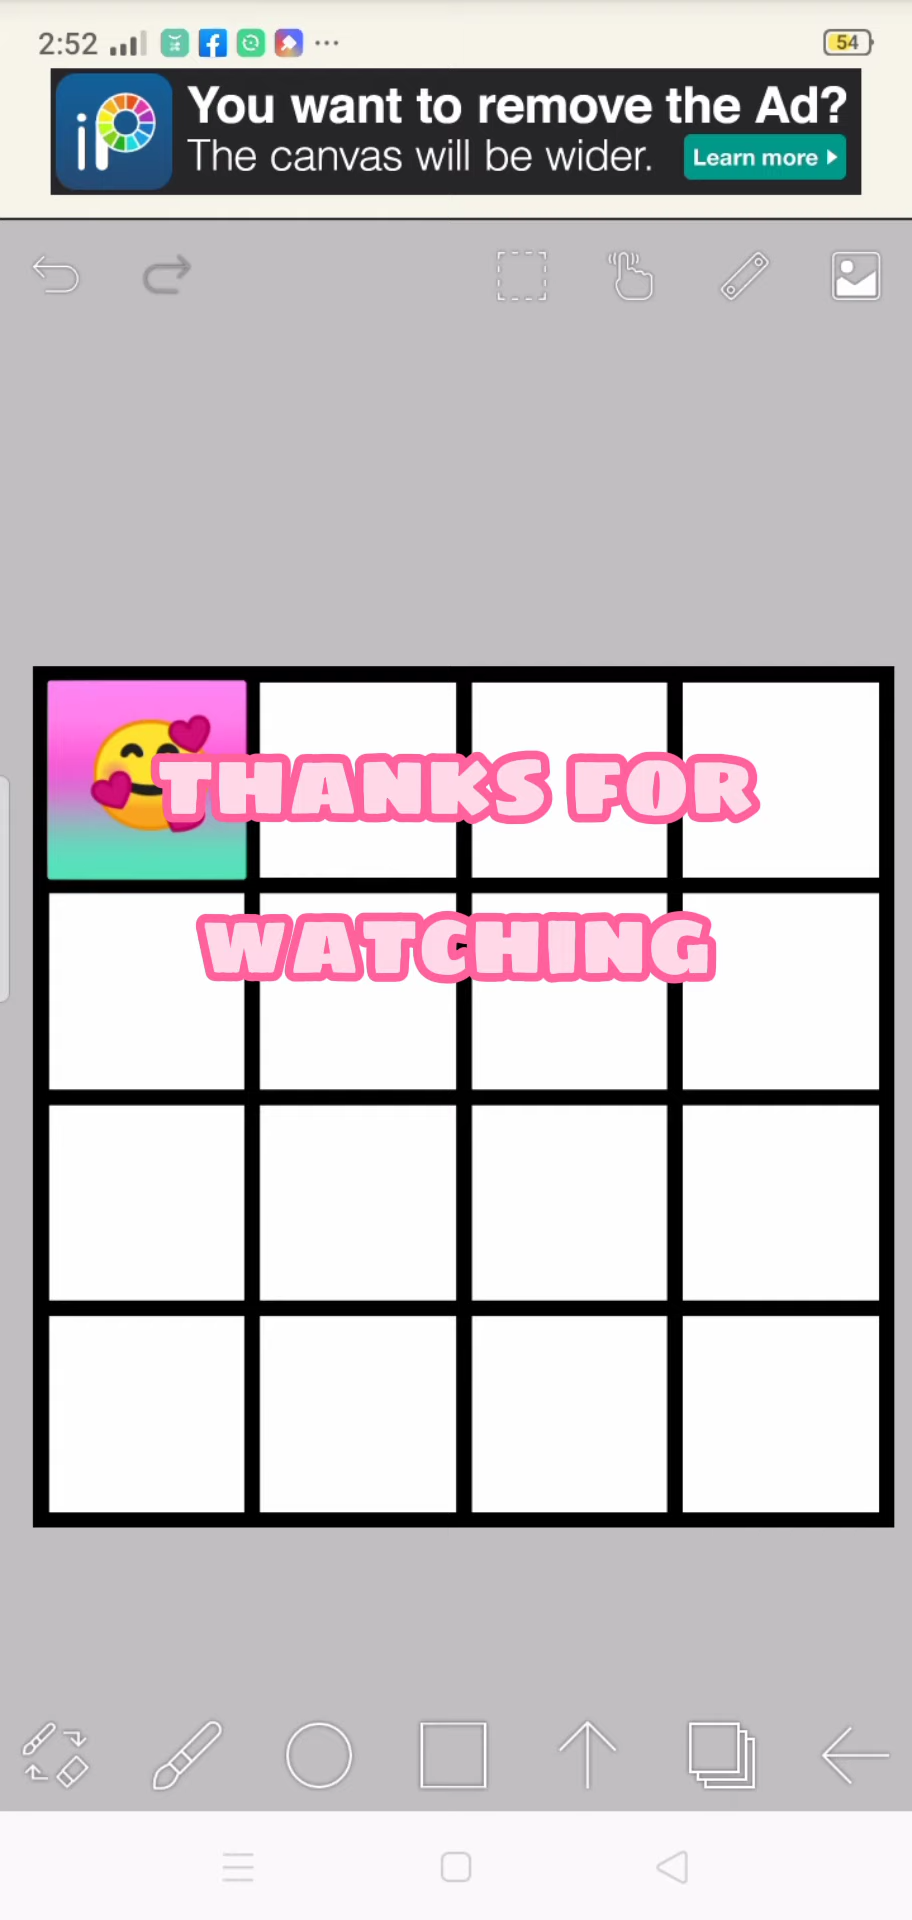 2:52
54
iP
You want to remove the Ad?
The canvas will be wider.
Learn more
THANKS FOR
WATCHING